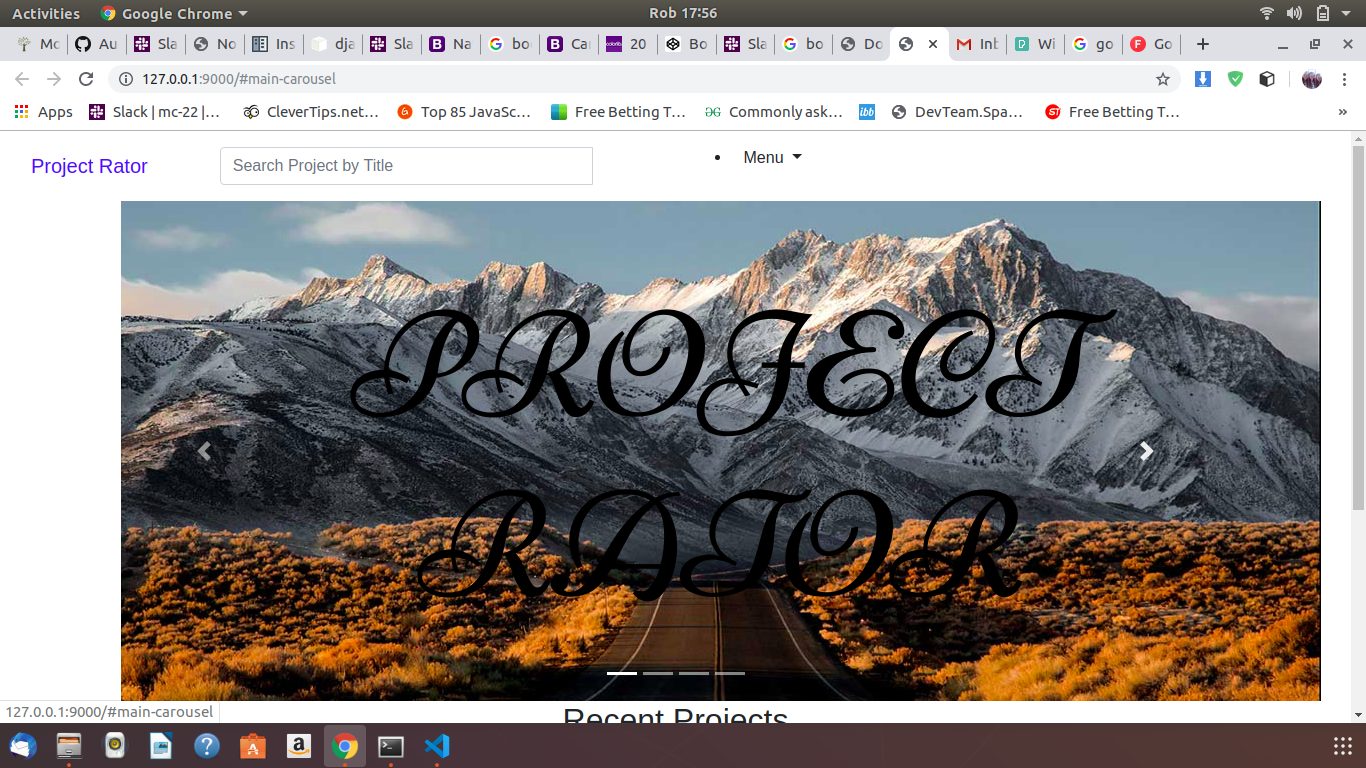 Activities Google Chrome Rob 17:56
Mc Au Sla No Ins dja Sla Na bo Ca 20 Bo Sla bo Do Inb Wi go Go
127.0.0.1:9000/#main-carousel
Apps Slack | mc-22 |... CleverTips.net... Top 85 JavaSc... Free Betting T... Commonly ask... ibb DevTeam.Spa... ST Free Betting T... »
Project Rator Search Project by Title • Menu
PROJECT
RATOR
Recent Projects
127.0.0.1:9000/#main-carousel